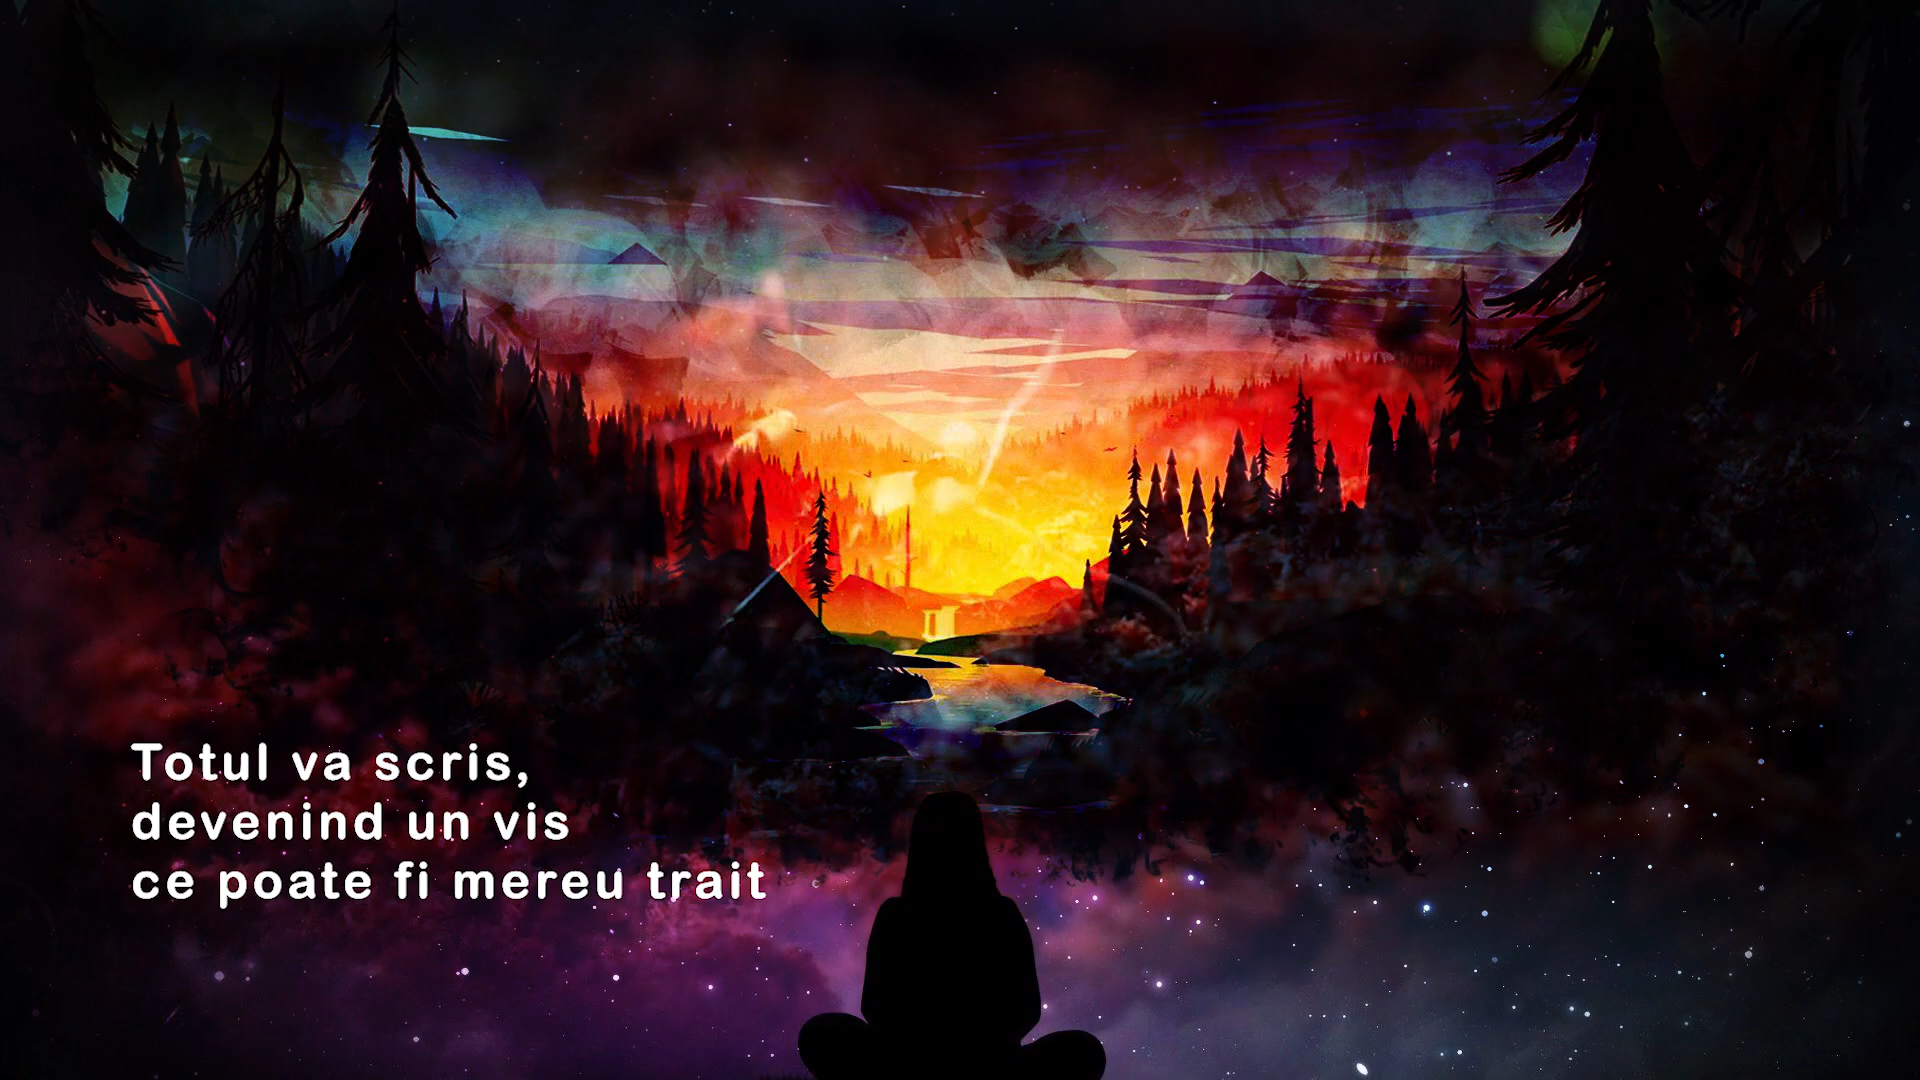 Totul va scris,
devenind un vis
ce poate fi mereu trait